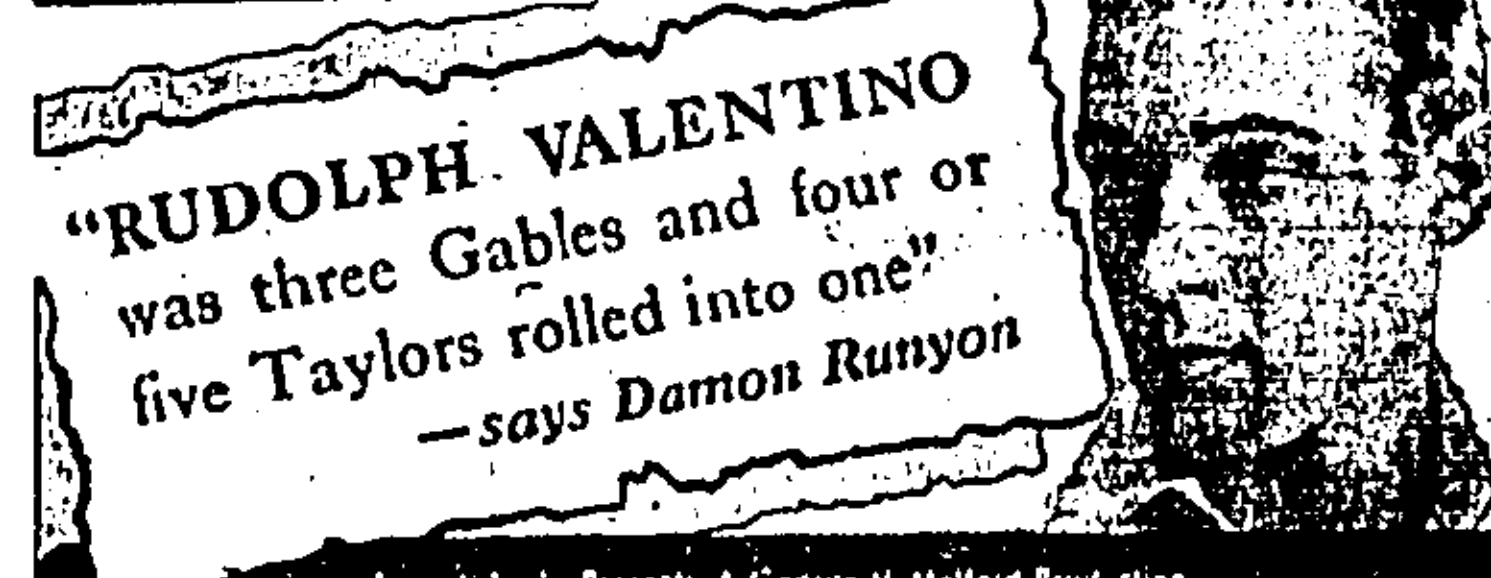 “RUDOLPH VALENTINO
was three Gables and four or
five Taylors rolled into one”
—says Damon Runyon